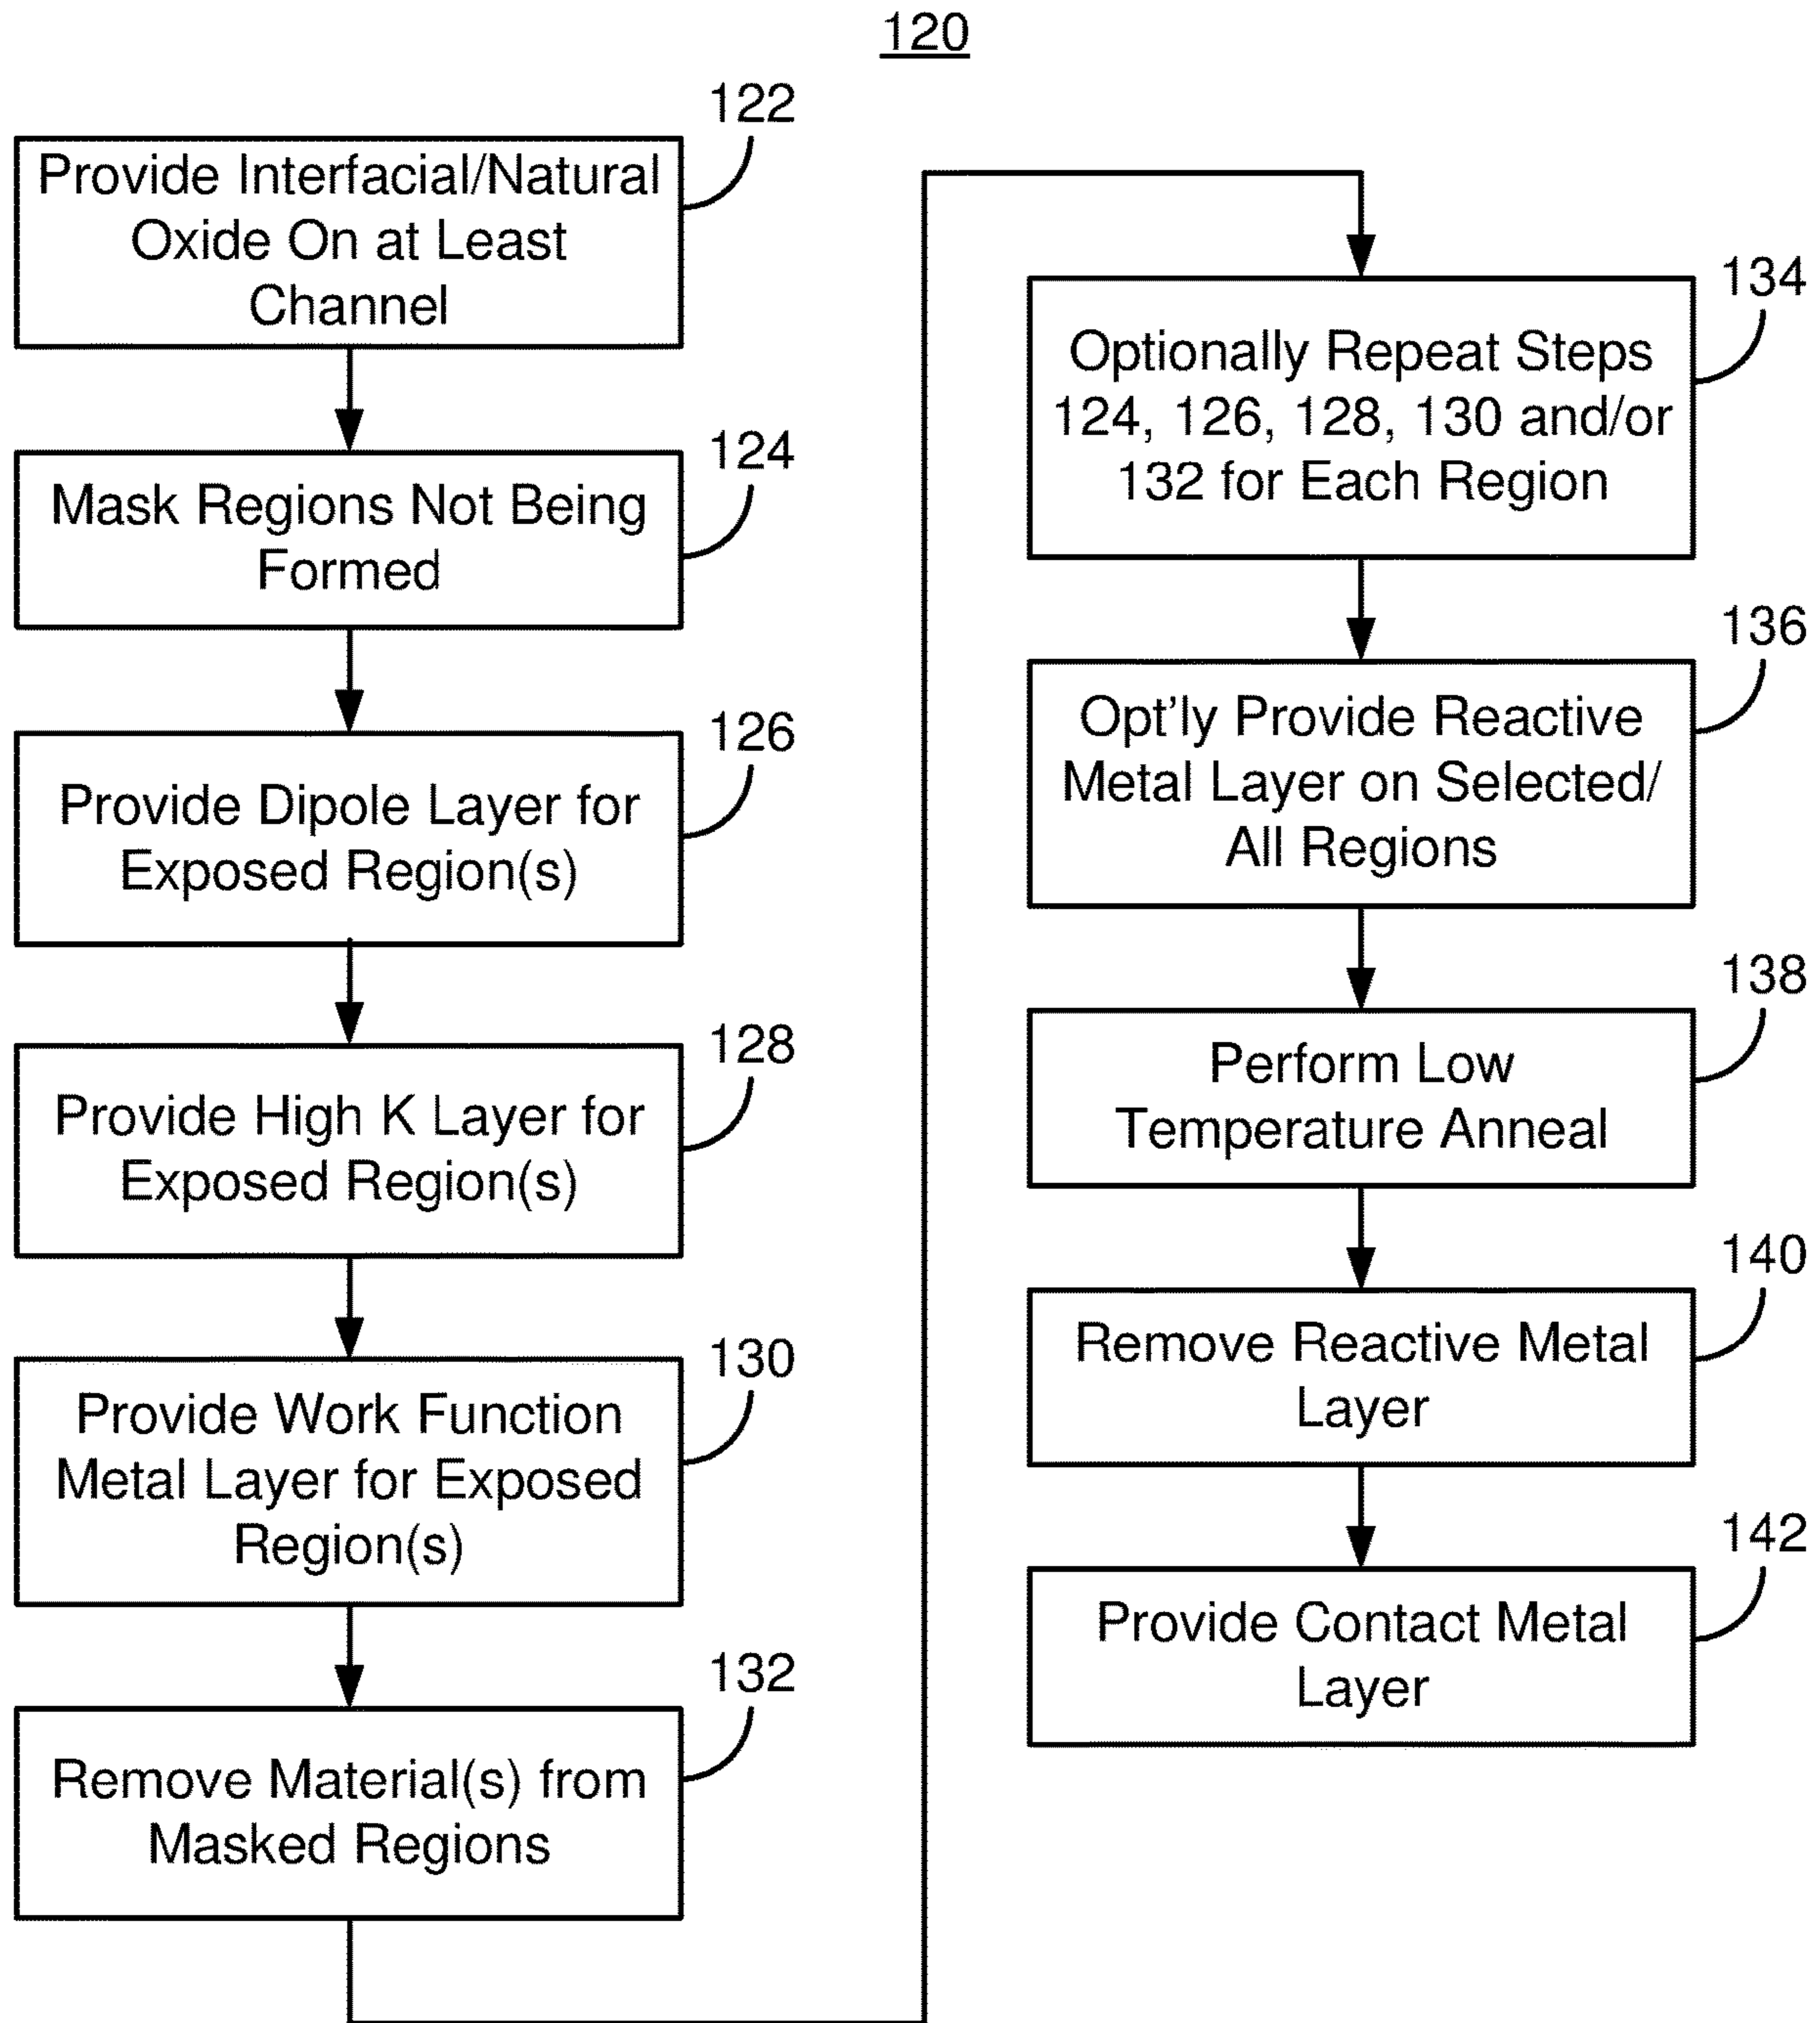 120
122
Provide Interfacial/Natural
Oxide On at Least
Channel
124
Mask Regions Not Being
Formed
126
Provide Dipole Layer for
Exposed Region(s)
128
Provide High K Layer for
Exposed Region(s)
130
Provide Work Function
Metal Layer for Exposed
Region(s)
132
Remove Material(s) from
Masked Regions
134
Optionally Repeat Steps
124, 126, 128, 130 and/or
132 for Each Region
136
Opt’ly Provide Reactive
Metal Layer on Selected/
All Regions
138
Perform Low
Temperature Anneal
140
Remove Reactive Metal
Layer
142
Provide Contact Metal
Layer